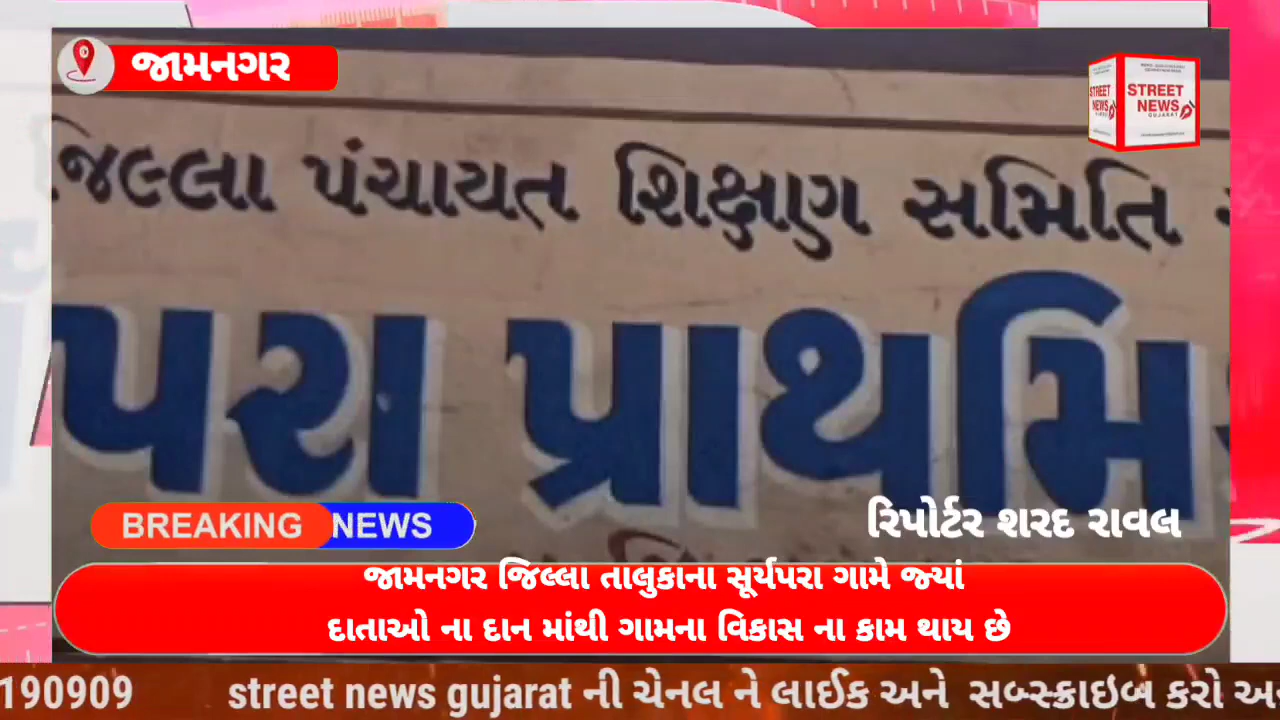 જામનગર
STREET NEWS GUJARAT
જિલ્લા પંચાયત શિક્ષણ સમિતિ
પરા પ્રાથમિ
BREAKING NEWS
રિપોર્ટર શરદ રાવલ
જામનગર જિલ્લા તાલુકાના સૂર્યપરા ગામે જ્યાં
દાતાઓ ના દાન માંથી ગામના વિકાસ ના કામ થાય છે
190909 street news gujarat ની ચેનલ ને લાઈક અને સબ્સ્ક્રાઇબ કરો